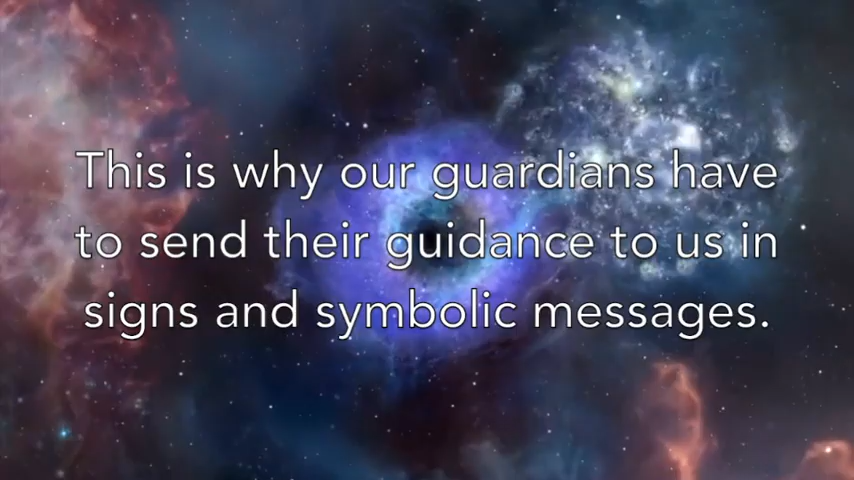 This is why our guardians have
to send their guidance to us in
signs and symbolic messages.